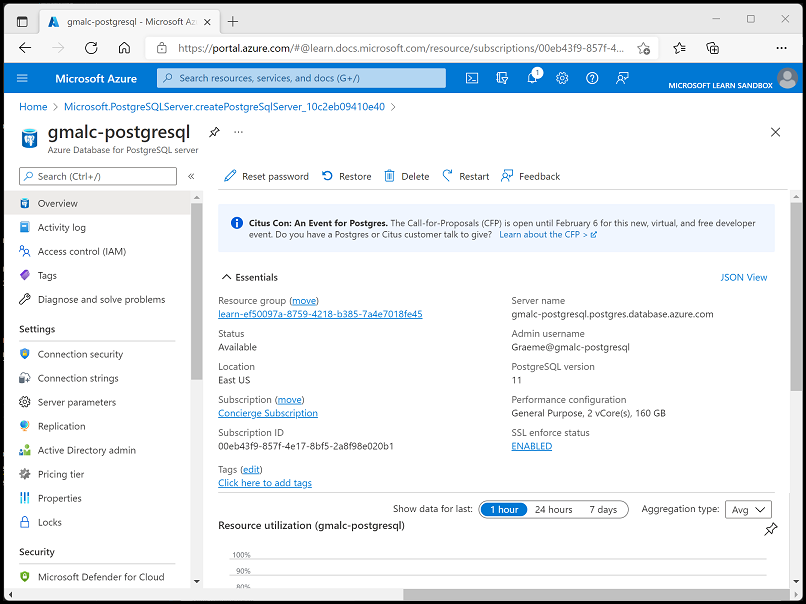 gmalc-postgresql - Microsoft Az
https://portal.azure.com/#@learn.docs.microsoft.com/resource/subscriptions/00eb43f9-857f-4...
Microsoft Azure
Search resources, services, and docs (G+/)
1
MICROSOFT LEARN SANDBOX
Home > Microsoft.PostgreSQLServer.createPostgreSqlServer_10c2eb09410e40 >
gmalc-postgresql
...
Azure Database for PostgreSQL server
Search (Ctrl+/)
«
Overview
Activity log
Access control (IAM)
Tags
Diagnose and solve problems
Settings
Connection security
Connection strings
Server parameters
Replication
Active Directory admin
Pricing tier
Properties
Locks
Security
Microsoft Defender for Cloud
Reset password
Restore
Delete
Restart
Feedback
Citus Con: An Event for Postgres. The Call-for-Proposals (CFP) is open until February 6 for this new, virtual, and free developer
event. Do you have a Postgres or Citus customer talk to give? Learn about the CFP >
Essentials
JSON View
Resource group (move)
learn-ef50097a-8759-4218-b385-7a4e7018fe45
Status
Available
Location
East US
Subscription (move)
Concierge Subscription
Subscription ID
00eb43f9-857f-4e17-8bf5-2a8f98e020b1
Tags (edit)
Click here to add tags
Server name
gmalc-postgresql.postgres.database.azure.com
Admin username
Graeme@gmalc-postgresql
PostgreSQL version
11
Performance configuration
General Purpose, 2 vCore(s), 160 GB
SSL enforce status
ENABLED
Show data for last:
1 hour
24 hours
7 days
Aggregation type:
Avg
Resource utilization (gmalc-postgresql)
100%
90%
80%